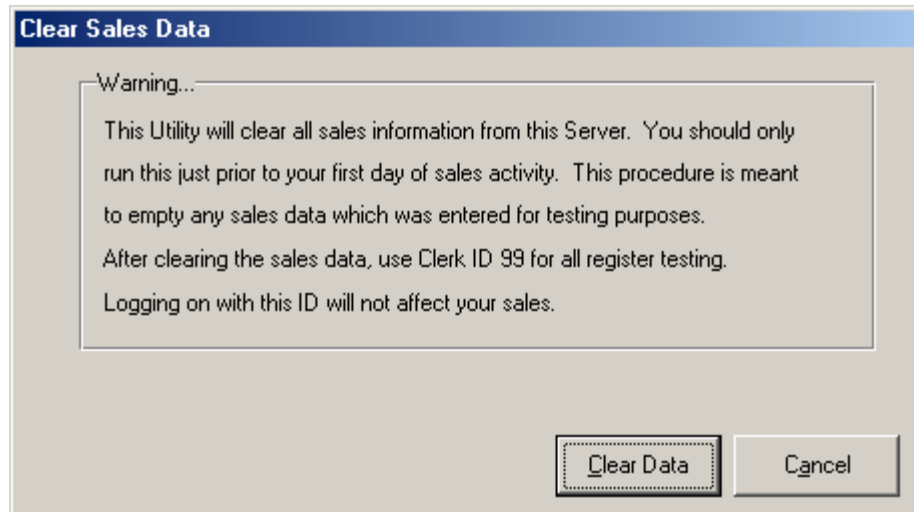 Clear Sales Data
Warning...
This Utility will clear all sales information from this Server.  You should only
run this just prior to your first day of sales activity.  This procedure is meant
to empty any sales data which was entered for testing purposes.
After clearing the sales data, use Clerk ID 99 for all register testing.
Logging on with this ID will not affect your sales.
Clear Data
Cancel